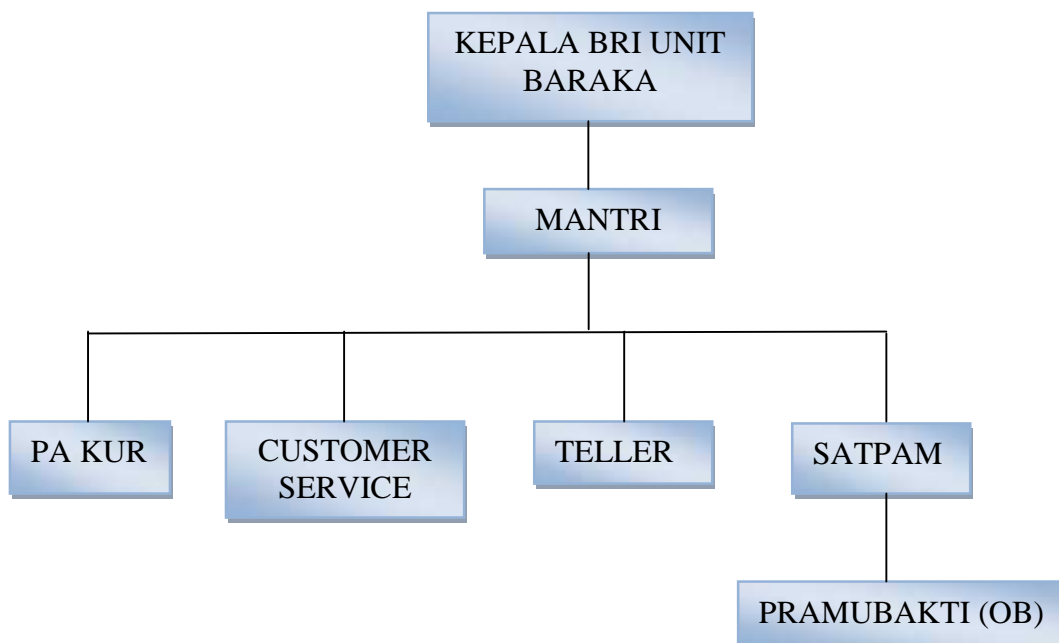 KEPALA BRI UNIT
BARAKA
MANTRI
PA KUR
CUSTOMER
SERVICE
TELLER
SATPAM
PRAMUBAKTI (OB)